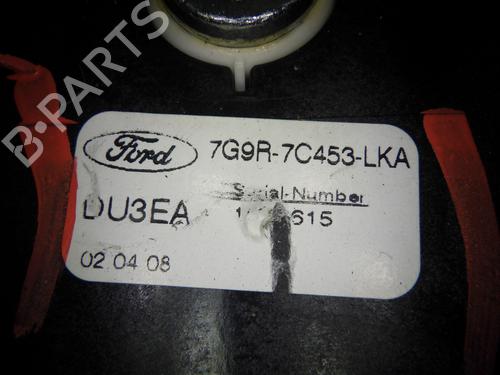 B-PARTS
Ford 7G9R-7C453-LKA
Serial-Number
DU3EA 615
02 04 08